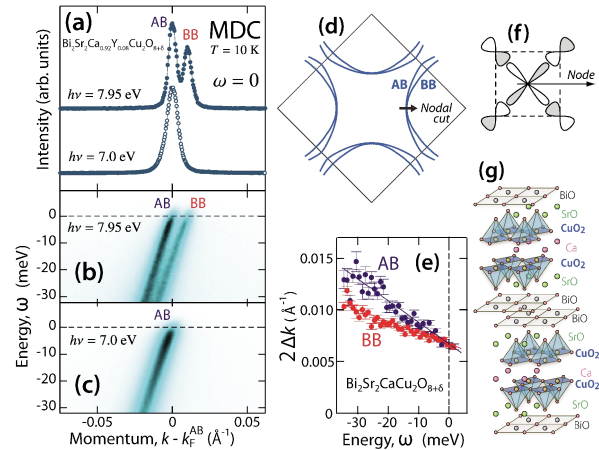 (a)
AB
BB
MDC
T = 10 K
Bi2Sr2Ca0.92Y0.08Cu2O8+δ
ω = 0
hν = 7.95 eV
hν = 7.0 eV
Intensity (arb. units)
AB
BB
0
hν = 7.95 eV
-10
-20
(b)
-30
AB
0
hν = 7.0 eV
-10
-20
(c)
-30
Energy, ω (meV)
-0.05
0
0.05
Momentum, k - kFAB (Å-1)
(d)
AB
BB
Nodal
cut
(e)
0.015
0.010
0.005
0
2Δk (Å-1)
AB
BB
Bi2Sr2CaCu2O8+δ
-30
-20
-10
0
Energy, ω (meV)
(f)
Node
(g)
BiO
SrO
CuO2
Ca
CuO2
SrO
BiO
BiO
SrO
CuO2
Ca
CuO2
SrO
BiO